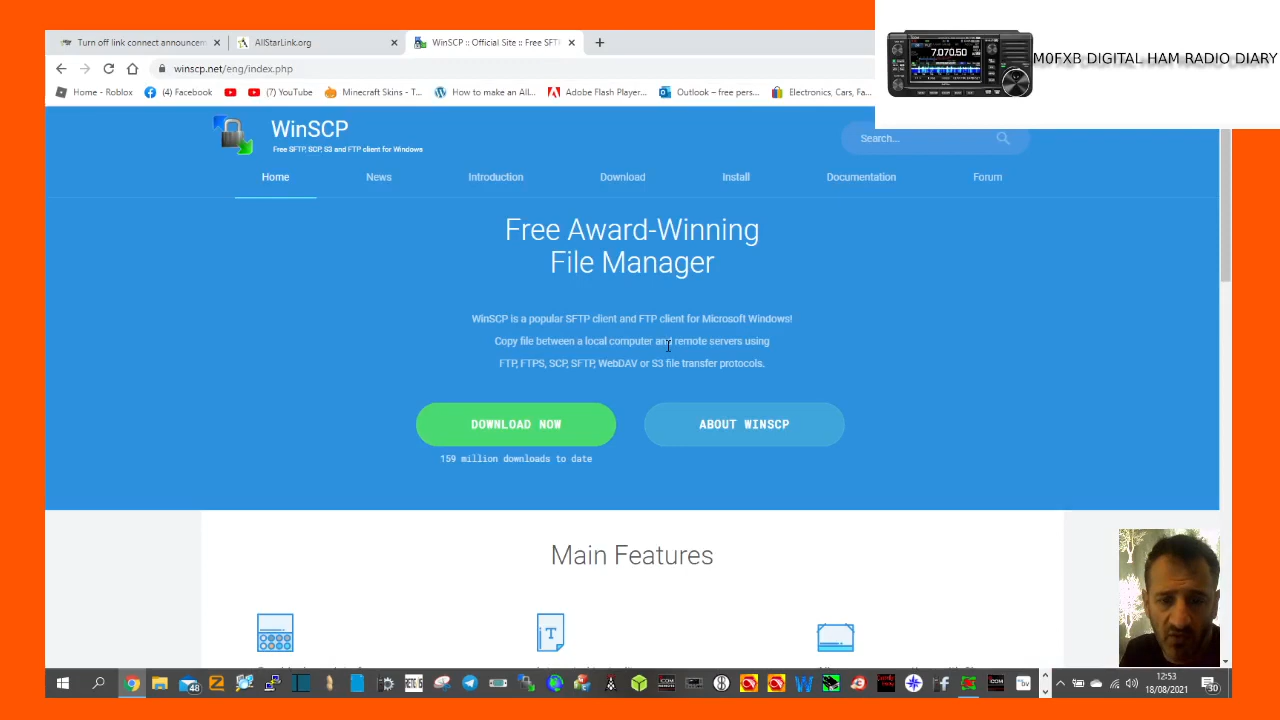 Turn off link connect announcem
AllStarLink.org
WinSCP :: Official Site :: Free SFT
winscp.net/eng/index.php
Home - Roblox
(4) Facebook
YouTube
Minecraft Skins - T...
How to make an All...
Adobe Flash Player...
Outlook – free pers...
Electronics, Cars, Fa
7.070.50
M0FXB DIGITAL HAM RADIO DIARY
WinSCP
Free SFTP, SCP, S3 and FTP client for Windows
Search...
Home
News
Introduction
Download
Install
Documentation
Forum
Free Award-Winning
File Manager
WinSCP is a popular SFTP client and FTP client for Microsoft Windows!
Copy file between a local computer and remote servers using
FTP, FTPS, SCP, SFTP, WebDAV or S3 file transfer protocols.
DOWNLOAD NOW
ABOUT WINSCP
159 million downloads to date
Main Features
T
48
12:53
18/08/2021
30